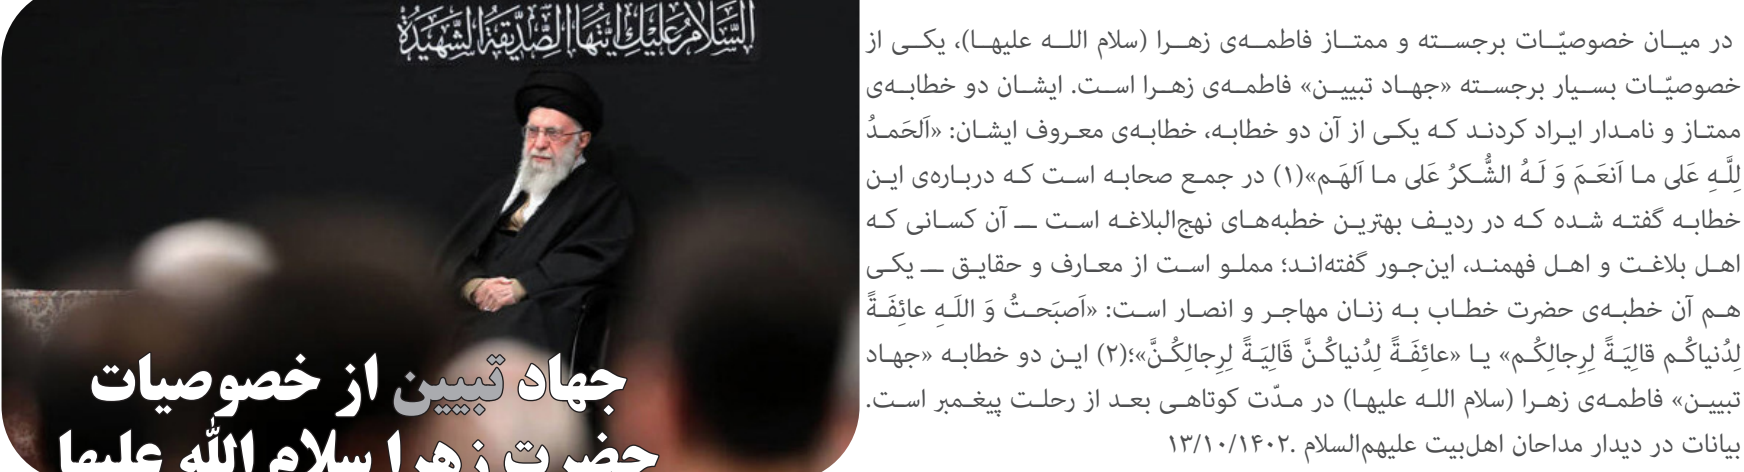 السَّلامُ عَلَيْكِ أَيَّتُهَا الصِّدّيقَةُ الشَّهيدَةُ
در میان خصوصیّات برجسته و ممتاز فاطمه‌ی زهرا (سلام الله علیها)، یکی از
خصوصیّات بسیار برجسته «جهاد تبیین» فاطمه‌ی زهرا است. ایشان دو خطابه‌ی
ممتاز و نامدار ایراد کردند که یکی از آن دو خطابه، خطابه‌ی معروف ایشان: «اَلحَمدُ
لِلَّهِ عَلی ما اَنعَمَ وَ لَهُ الشُّکرُ عَلی ما اَلهَم»(۱) در جمع صحابه است که درباره‌ی این
خطابه گفته شده که در ردیف بهترین خطبه‌های نهج‌البلاغه است ــ آن کسانی که
اهل بلاغت و اهل فهمند، این‌جور گفته‌اند؛ مملو است از معارف و حقایق ــ یکی
هم آن خطبه‌ی حضرت خطاب به زنان مهاجر و انصار است: «اَصبَحتُ وَ اللَهِ عائِفَةً
لِدُنیاکُم قالِیَةً لِرِجالِکُم» یا «عائِفَةً لِدُنیاکُنَّ قَالِیَةً لِرِجالِکُنَّ»؛(۲) این دو خطابه «جهاد
تبیین» فاطمه‌ی زهرا (سلام الله علیها) در مدّت کوتاهی بعد از رحلت پیغمبر است.
بیانات در دیدار مداحان اهل‌بیت علیهم‌السلام .۱۳/۱۰/۱۴۰۲
جهاد تبیین از خصوصیات
حضرت زهرا سلام الله علیها